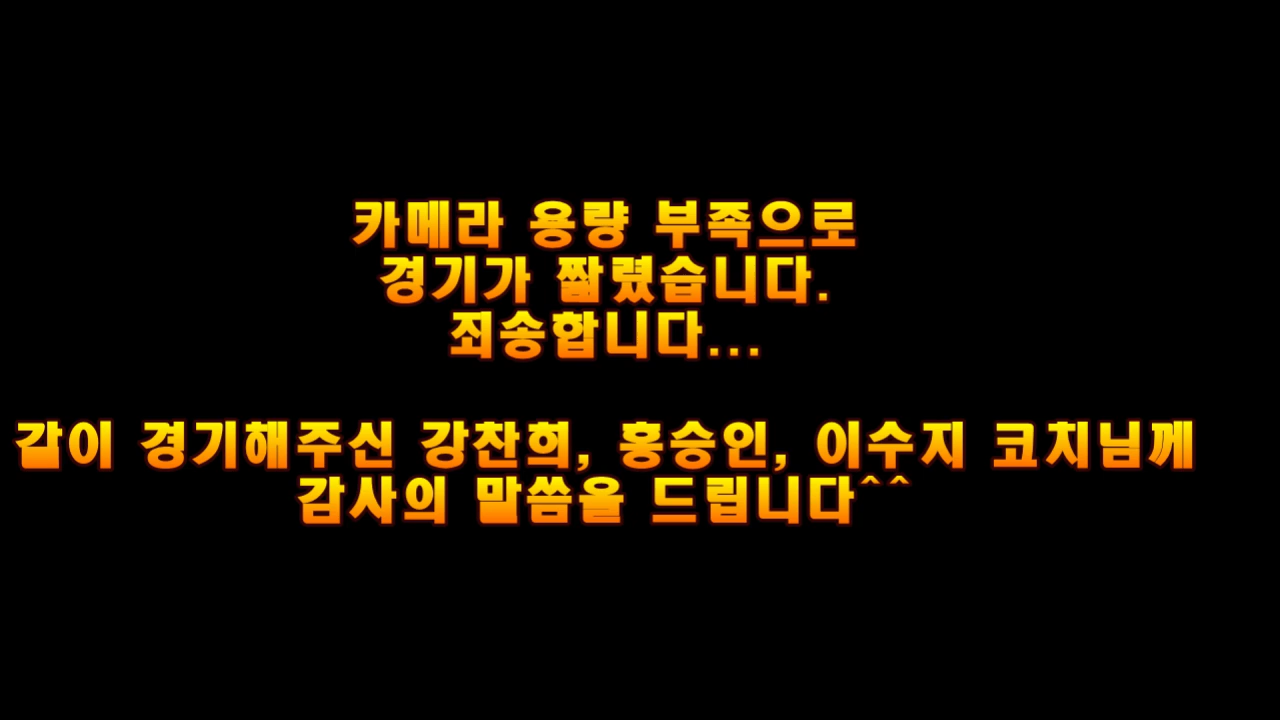 카메라 용량 부족으로
경기가 짤렸습니다.
죄송합니다...
같이 경기해주신 강찬희, 홍승인, 이수지 코치님께
감사의 말씀을 드립니다^^